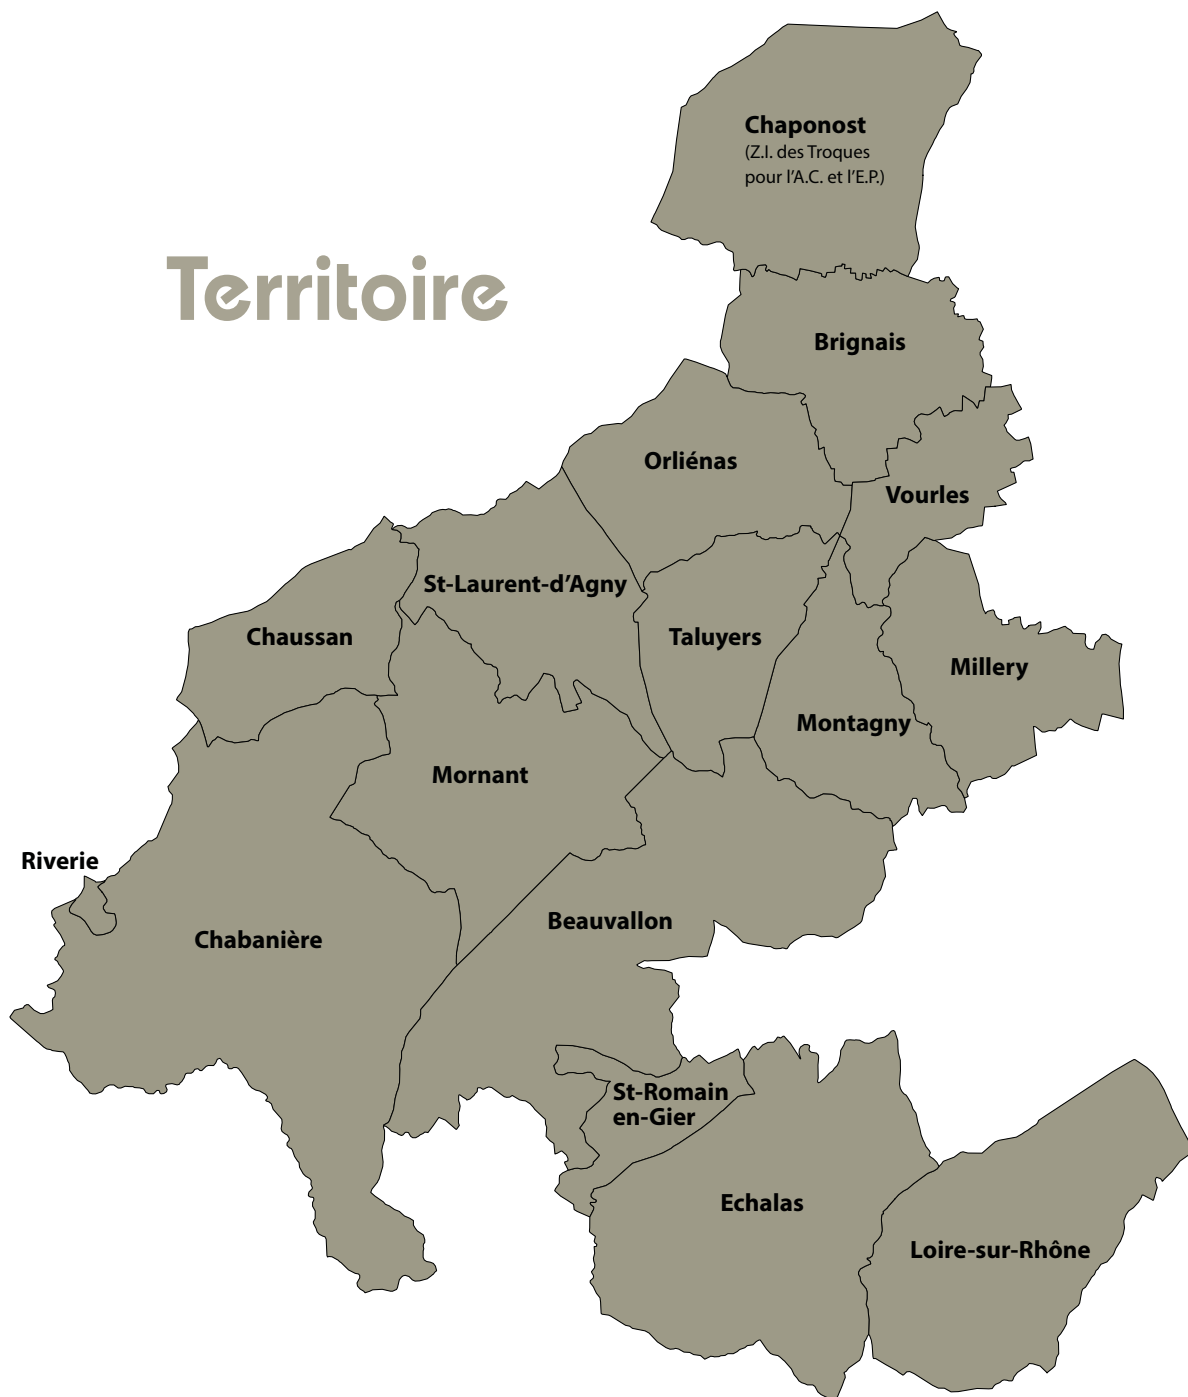 Territoire
Chaponost
(Z.I. des Troques
pour l'A.C. et l'E.P.)
Brignais
Orliénas
Vourles
St-Laurent-d'Agny
Chaussan
Taluyers
Millery
Montagny
Mornant
Riverie
Beauvallon
Chabanière
St-Romain
en-Gier
Echalas
Loire-sur-Rhône